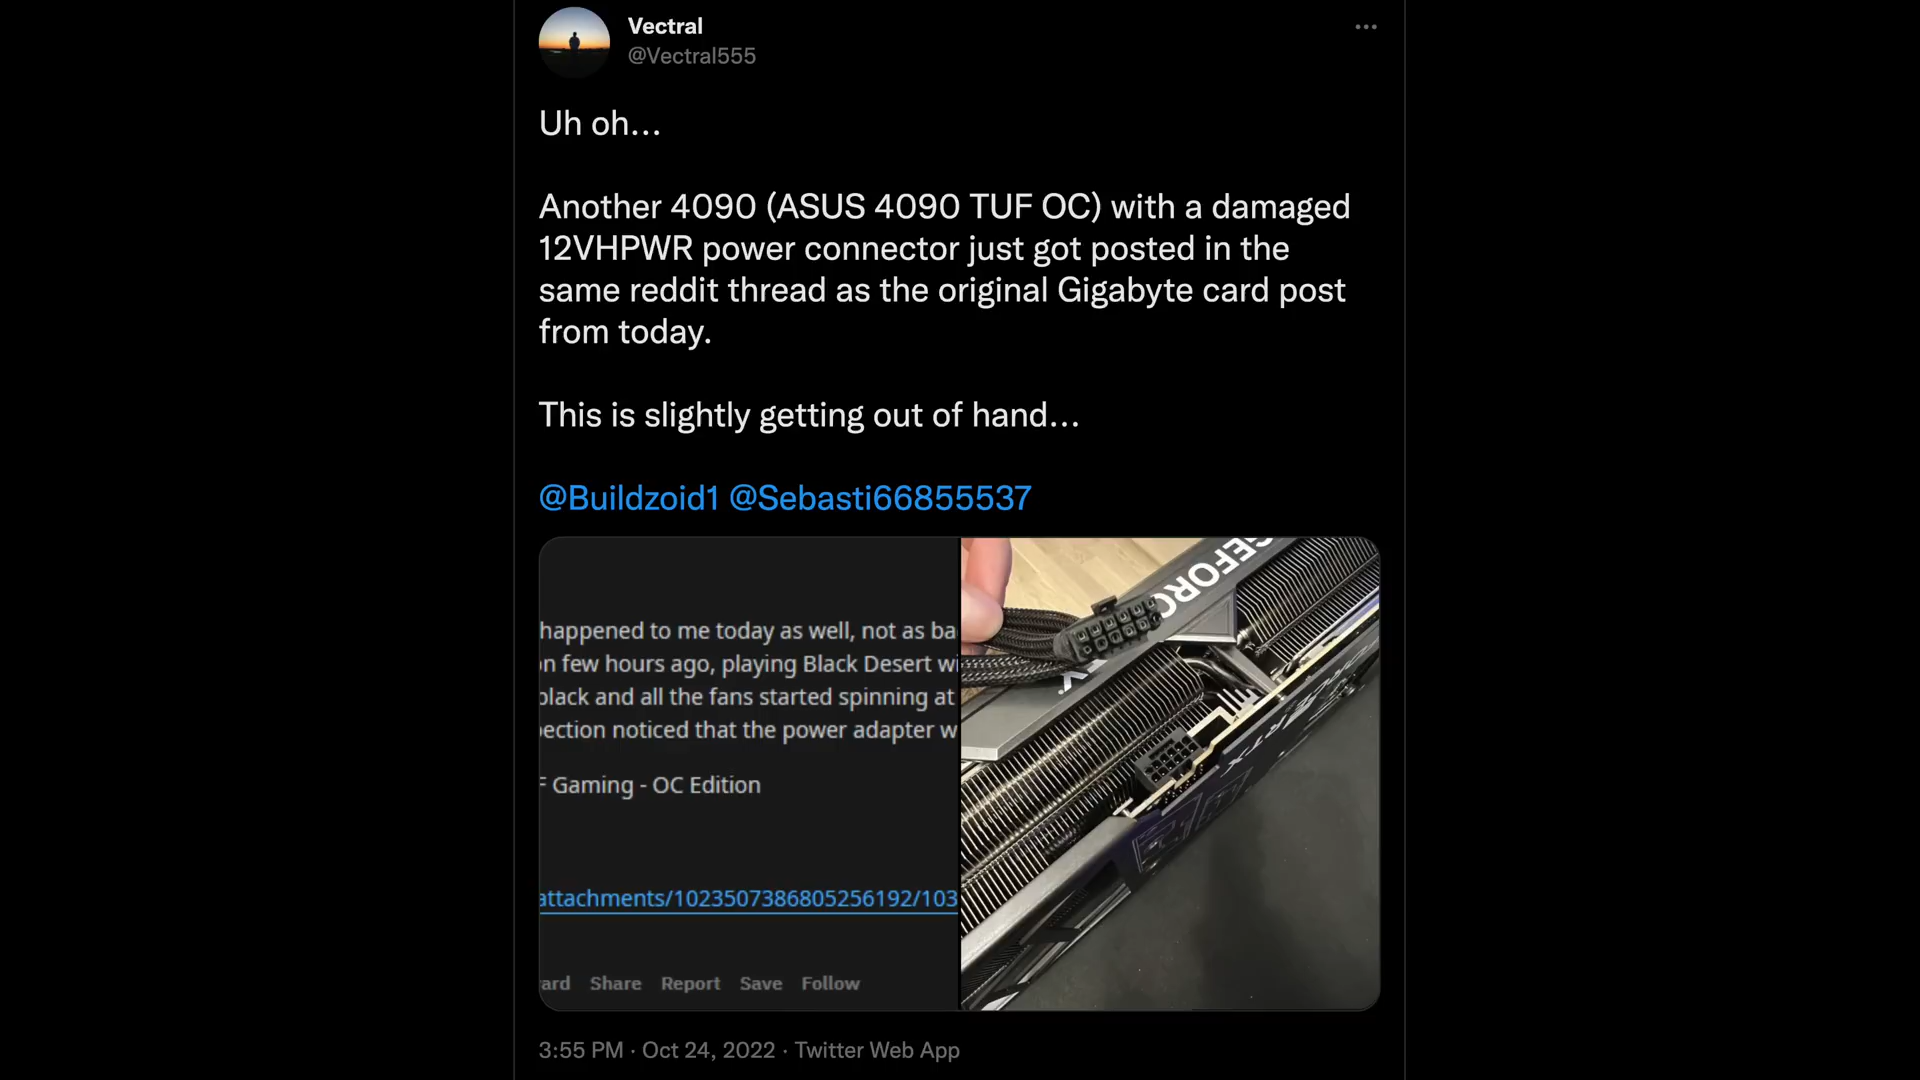 Vectral
@Vectral555
Uh oh...
Another 4090 (ASUS 4090 TUF OC) with a damaged
12VHPWR power connector just got posted in the
same reddit thread as the original Gigabyte card post
from today.
This is slightly getting out of hand...
@Buildzoid1 @Sebasti66855537
happened to me today as well, not as ba
n few hours ago, playing Black Desert wi
black and all the fans started spinning at
ection noticed that the power adapter w
F Gaming - OC Edition
attachments/1023507386805256192/103
ard Share Report Save Follow
GEFORC
RTX
3:55 PM · Oct 24, 2022 · Twitter Web App